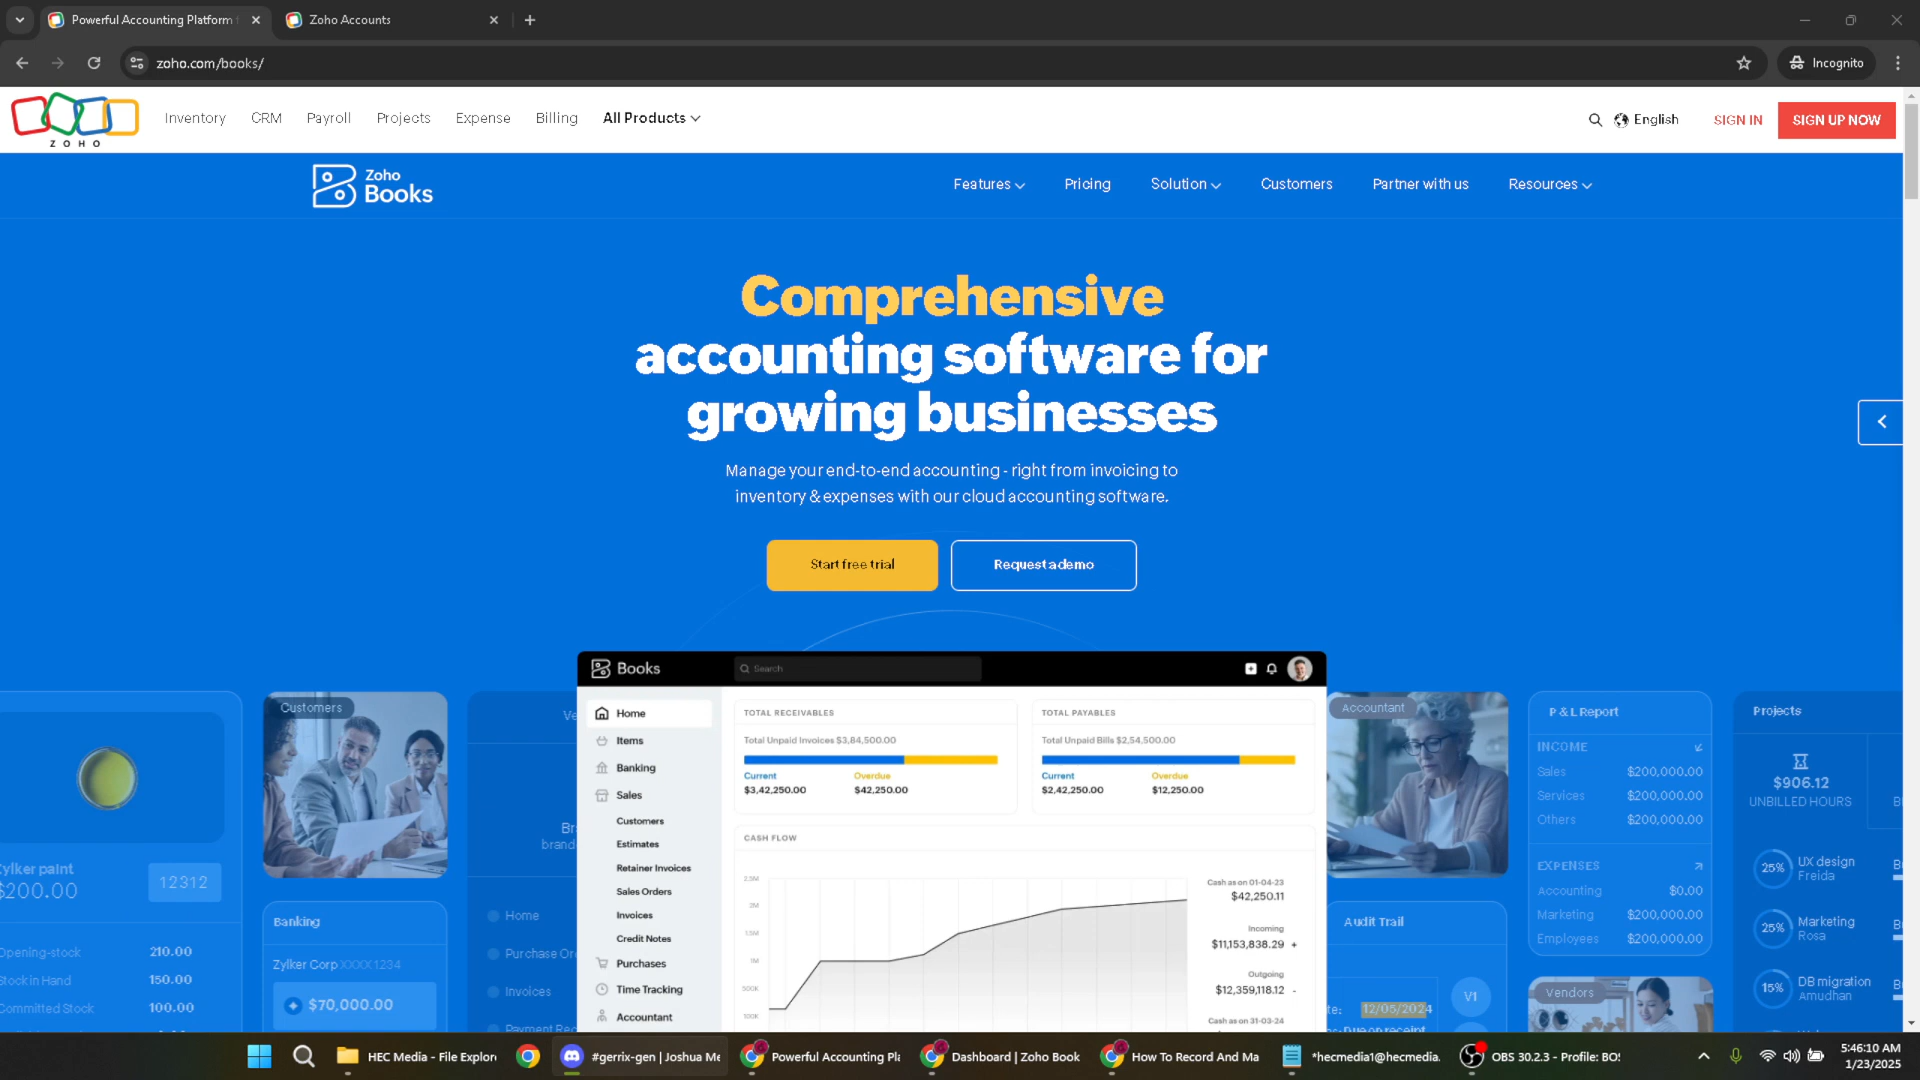 Powerful Accounting Platform
Zoho Accounts
zoho.com/books/
Incognito
ZOHO
Inventory
CRM
Payroll
Projects
Expense
Billing
All Products
English
SIGN IN
SIGN UP NOW
Zoho
Books
Features
Pricing
Solution
Customers
Partner with us
Resources
Comprehensive
accounting software for
growing businesses
Manage your end-to-end accounting - right from invoicing to
inventory & expenses with our cloud accounting software.
Start free trial
Request a demo
Books
Search
Home
Items
Banking
Sales
Customers
Estimates
Retainer Invoices
Sales Orders
Invoices
Credit Notes
Purchases
Time Tracking
Accountant
TOTAL RECEIVABLES
Total Unpaid Invoices $3,84,500.00
Current
Overdue
$3,42,250.00
$42,250.00
TOTAL PAYABLES
Total Unpaid Bills $2,54,500.00
Current
Overdue
$2,42,250.00
$12,250.00
CASH FLOW
2.5M
2M
1.5M
1M
500K
100K
Cash as on 01-04-23
$42,250.11
Incoming
$11,153,838.29 +
Outgoing
$12,359,118.12 -
Cash as on 31-03-24
$200.00
12312
Opening-stock 210.00
Stock in Hand 150.00
Committed Stock 100.00
Customers
Banking
Zylker Corp XXXX1234
$70,000.00
Home
Invoices
Accountant
Audit Trail
V1
12/05/2024
P & L Report
INCOME
Sales $200,000.00
Services $200,000.00
Others $200,000.00
EXPENSES
Accounting $0.00
Marketing $200,000.00
Employees $200,000.00
Vendors
Projects
$906.12
UNBILLED HOURS
25% UX design
Freida
25% Marketing
Rosa
15% DB migration
Amudhan
HEC Media - File Explor
#gerrix-gen | Joshua Me
Powerful Accounting Pla
Dashboard | Zoho Book
How To Record And Ma
*hecmedia1@hecmedia.
OBS 30.2.3 - Profile: BO
5:46:10 AM
1/23/2025